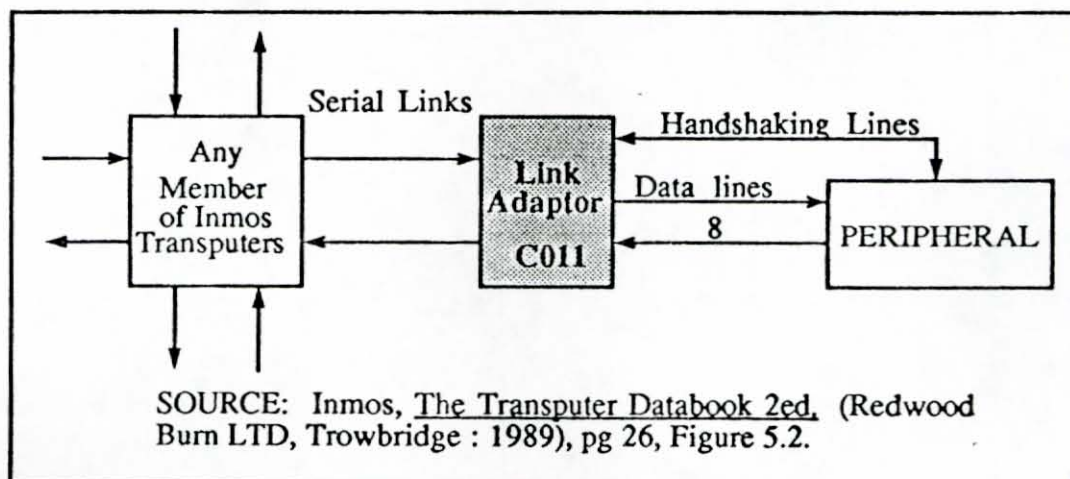 Serial Links
Any
Member
of Inmos
Transputers
Link
Adaptor
C011
Handshaking Lines
Data lines
8
PERIPHERAL
SOURCE: Inmos, The Transputer Databook 2ed, (Redwood
Burn LTD, Trowbridge : 1989), pg 26, Figure 5.2.